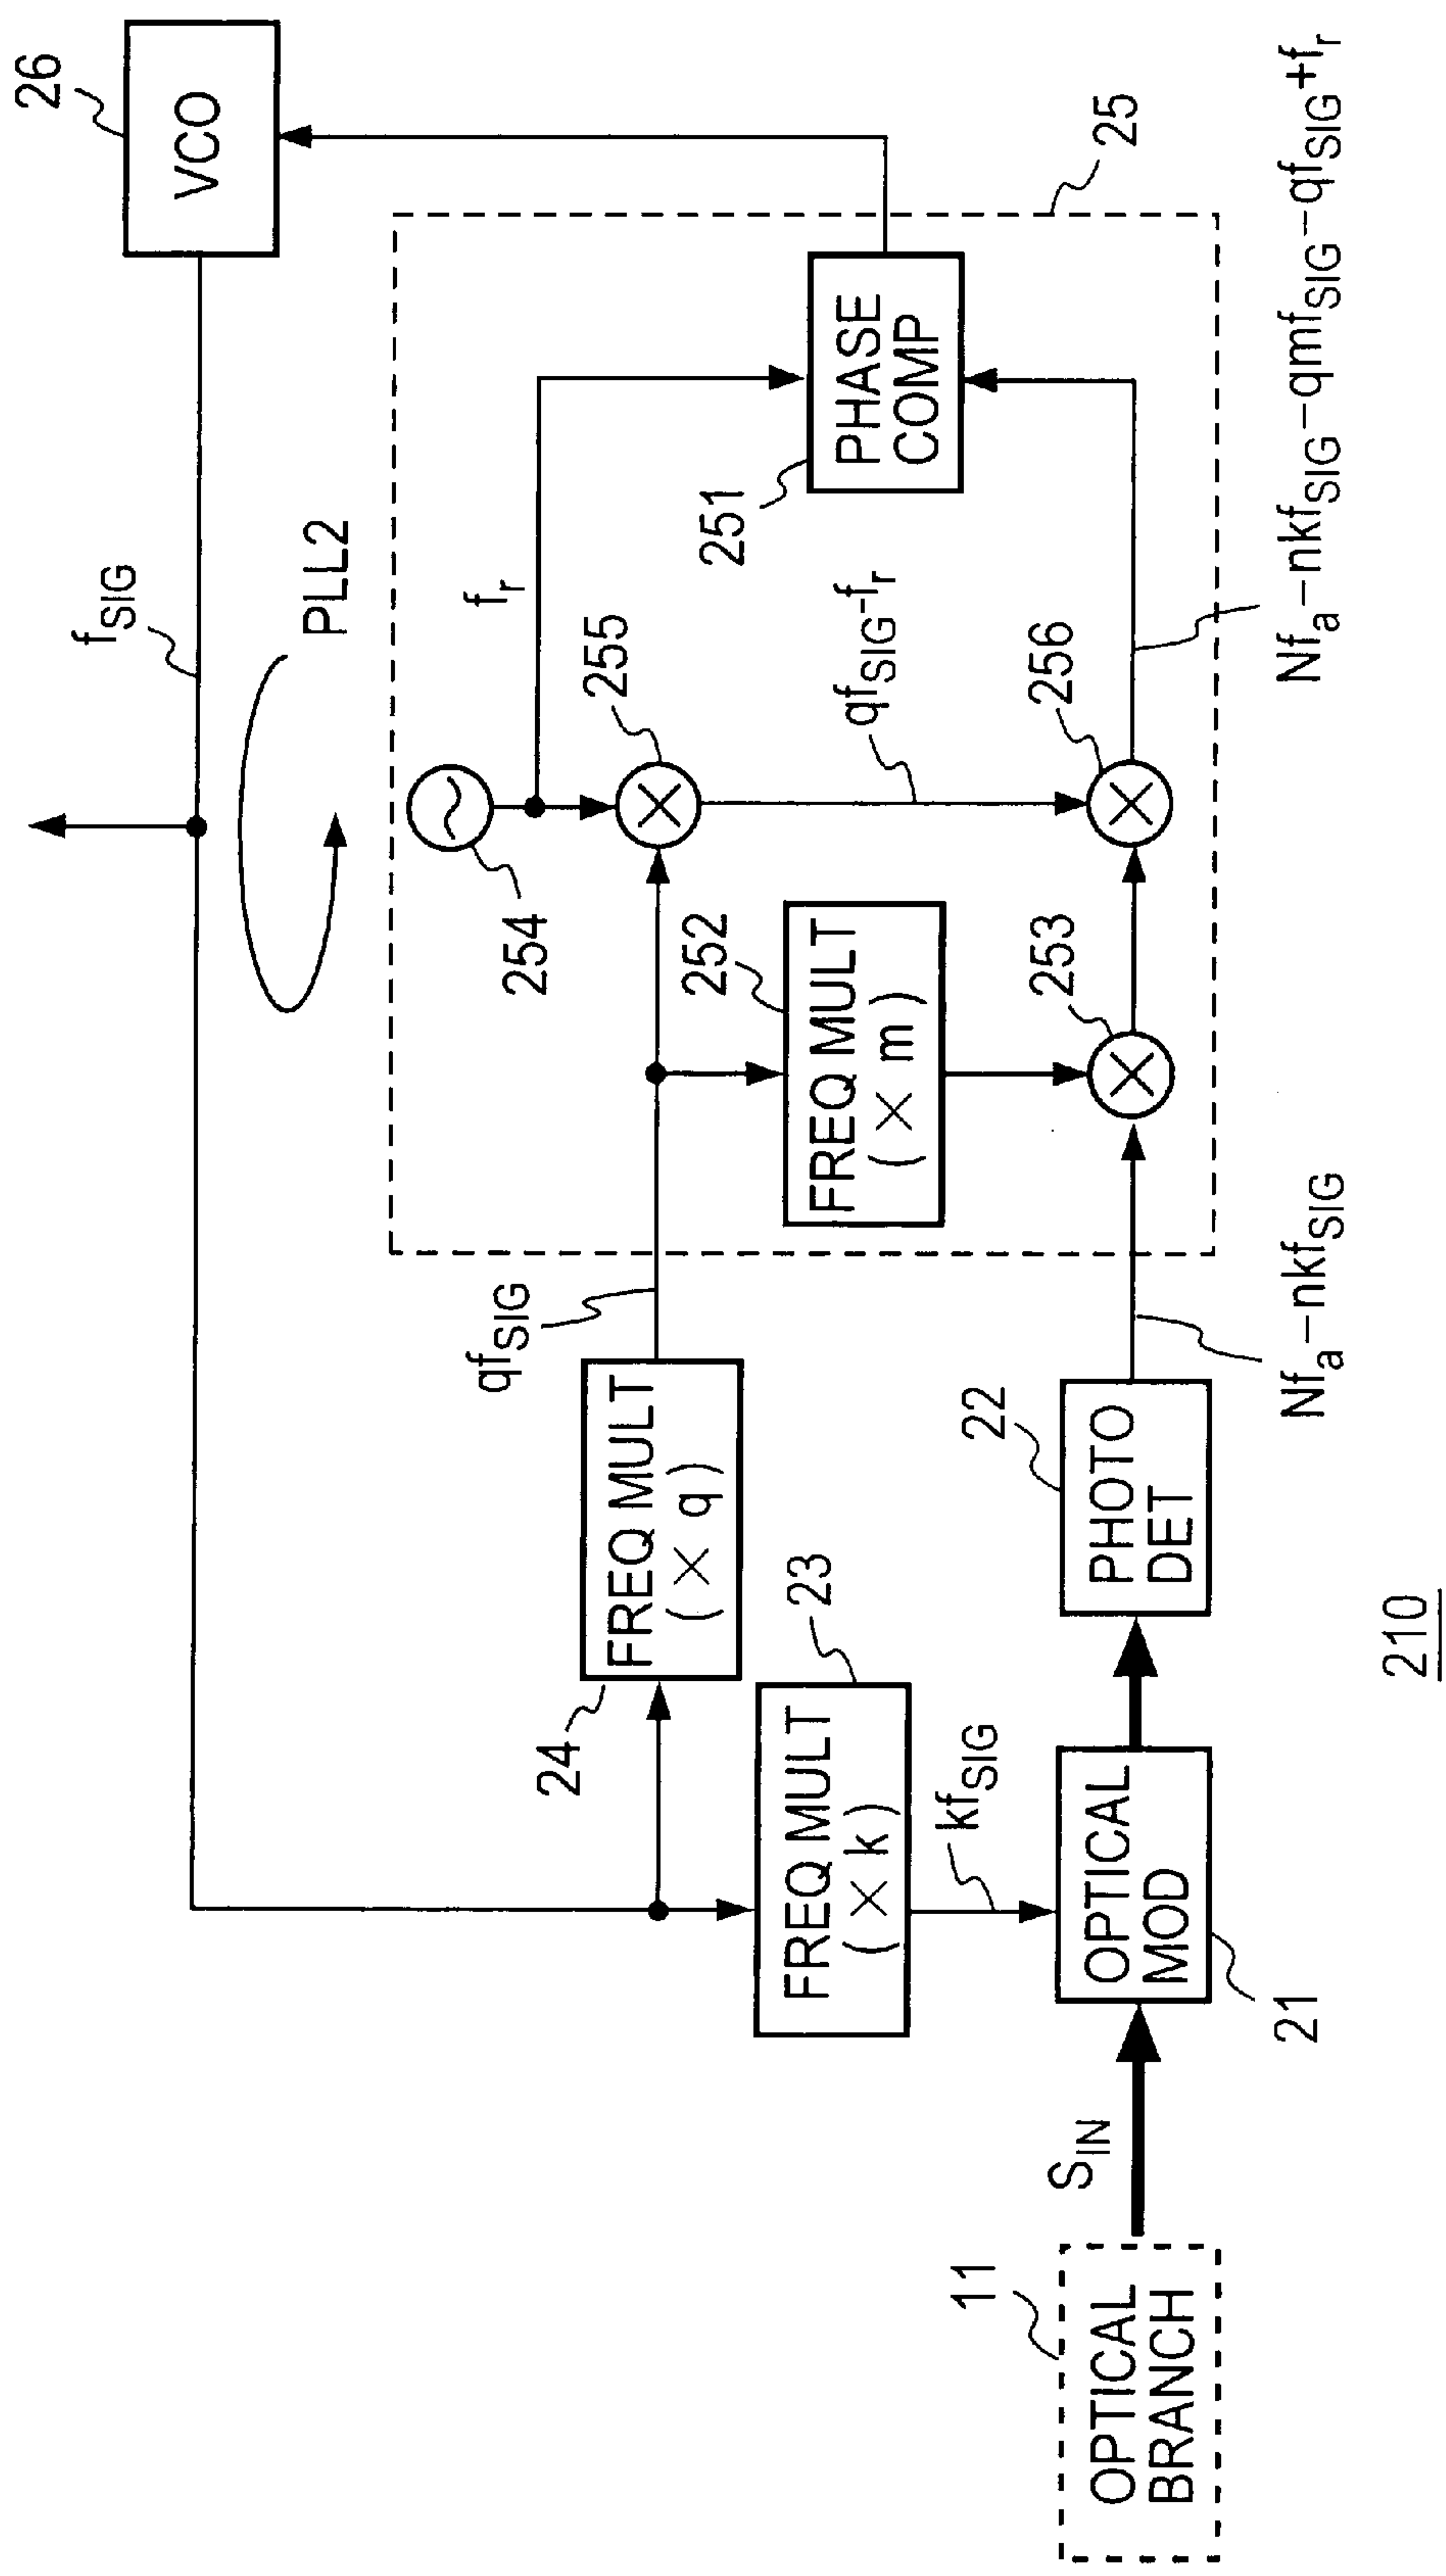 26
VCO
f_SIG
PLL2
25
254
f_r
255
251
PHASE
COMP
qf_SIG-f_r
252
FREQ MULT
(×m)
253
256
Nf_a-nkf_SIG-qmf_SIG-qf_SIG+f_r
qf_SIG
24
FREQ MULT
(×q)
23
FREQ MULT
(×k)
kf_SIG
22
PHOTO
DET
Nf_a-nkf_SIG
11
OPTICAL
BRANCH
S_IN
OPTICAL
MOD
21
210